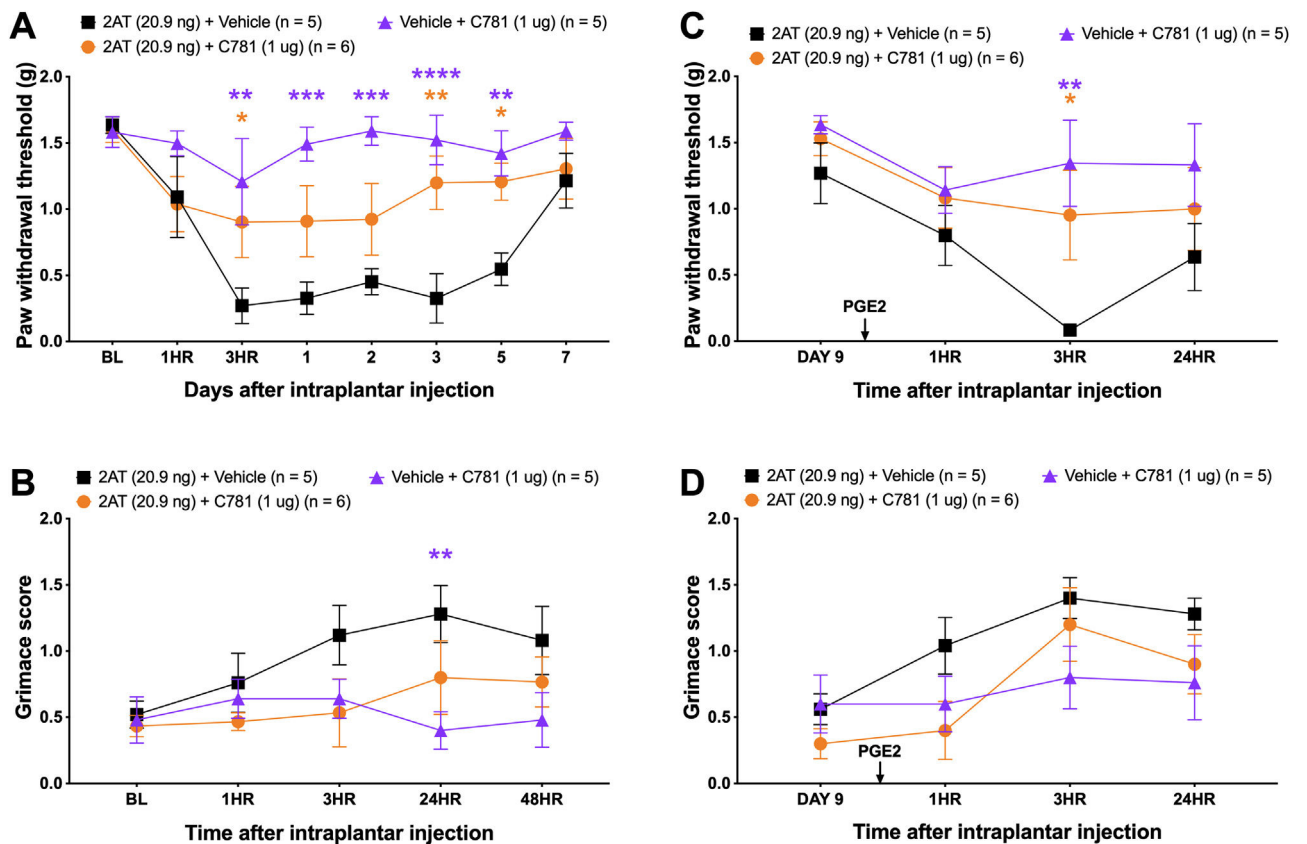 A
2AT (20.9 ng) + Vehicle (n = 5)
Vehicle + C781 (1 ug) (n = 5)
2AT (20.9 ng) + C781 (1 ug) (n = 6)
Paw withdrawal threshold (g)
2.0
1.5
1.0
0.5
0.0
**
*
***
***
****
**
**
*
BL 1HR 3HR 1 2 3 5 7
Days after intraplantar injection
C
2AT (20.9 ng) + Vehicle (n = 5)
Vehicle + C781 (1 ug) (n = 5)
2AT (20.9 ng) + C781 (1 ug) (n = 6)
Paw withdrawal threshold (g)
2.0
1.5
1.0
0.5
0.0
**
*
PGE2
DAY 9 1HR 3HR 24HR
Time after intraplantar injection
B
2AT (20.9 ng) + Vehicle (n = 5)
Vehicle + C781 (1 ug) (n = 5)
2AT (20.9 ng) + C781 (1 ug) (n = 6)
Grimace score
2.0
1.5
1.0
0.5
0.0
**
BL 1HR 3HR 24HR 48HR
Time after intraplantar injection
D
2AT (20.9 ng) + Vehicle (n = 5)
Vehicle + C781 (1 ug) (n = 5)
2AT (20.9 ng) + C781 (1 ug) (n = 6)
Grimace score
2.0
1.5
1.0
0.5
0.0
PGE2
DAY 9 1HR 3HR 24HR
Time after intraplantar injection